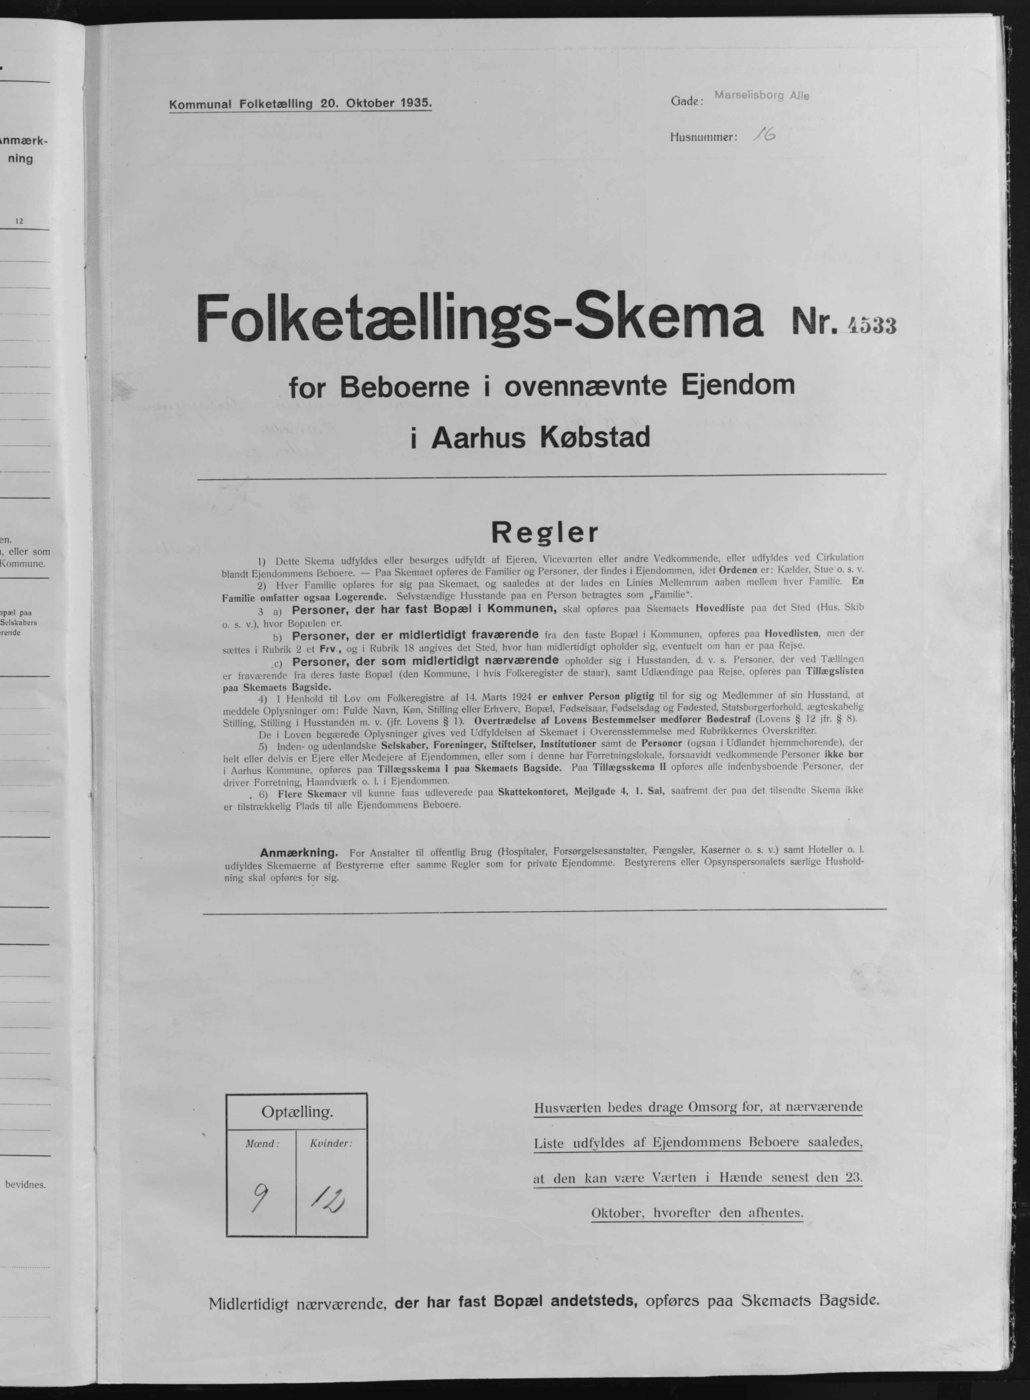 Anmærk-
ning
12
en.
, eller som
Kommune.
opæl paa
Selskabers
ørende
bevidnes.
Kommunal Folketælling 20. Oktober 1935.
Gade: Marselisborg Alle
Husnummer: 16
Folketællings-Skema Nr. 4533
for Beboerne i ovennævnte Ejendom
i Aarhus Købstad
Regler
1) Dette Skema udfyldes eller besørges udfyldt af Ejeren, Viceværten eller andre Vedkommende, eller udfyldes ved Cirkulation
blandt Ejendommens Beboere. — Paa Skemaet opføres de Familier og Personer, der findes i Ejendommen, idet Ordenen er: Kælder, Stue o. s. v.
2) Hver Familie opføres for sig paa Skemaet, og saaledes at der lades en Linies Mellemrum aaben mellem hver Familie. En
Familie omfatter ogsaa Logerende. Selvstændige Husstande paa en Person betragtes som „Familie“.
3 a) Personer, der har fast Bopæl i Kommunen, skal opføres paa Skemaets Hovedliste paa det Sted (Hus, Skib
o. s. v.), hvor Bopælen er.
b) Personer, der er midlertidigt fraværende fra den faste Bopæl i Kommunen, opføres paa Hovedlisten, men der
sættes i Rubrik 2 et Frv., og i Rubrik 18 angives det Sted, hvor han midlertidigt opholder sig, eventuelt om han er paa Rejse.
c) Personer, der som midlertidigt nærværende opholder sig i Husstanden, d. v. s. Personer, der ved Tællingen
er fraværende fra deres faste Bopæl (den Kommune, i hvis Folkeregister de staar), samt Udlændinge paa Rejse, opføres paa Tillægslisten
paa Skemaets Bagside.
4) I Henhold til Lov om Folkeregistre af 14. Marts 1924 er enhver Person pligtig til for sig og Medlemmer af sin Husstand, at
meddele Oplysninger om: Fulde Navn, Køn, Stilling eller Erhverv, Bopæl, Fødselsaar, Fødselsdag og Fødested, Statsborgerforhold, ægteskabelig
Stilling, Stilling i Husstanden m. v. (jfr. Lovens § 1). Overtrædelse af Lovens Bestemmelser medfører Bødestraf (Lovens § 12 jfr. § 8).
De i Loven begærede Oplysninger gives ved Udfyldelsen af Skemaet i Overensstemmelse med Rubrikkernes Overskrifter.
5) Inden- og udenlandske Selskaber, Foreninger, Stiftelser, Institutioner samt de Personer (ogsaa i Udlandet hjemmehørende), der
helt eller delvis er Ejere eller Medejere af Ejendommen, eller som i denne har Forretningslokale, forsaavidt vedkommende Personer ikke bor
i Aarhus Kommune, opføres paa Tillægsskema I paa Skemaets Bagside. Paa Tillægsskema II opføres alle indenbysboende Personer, der
driver Forretning, Haandværk o. l. i Ejendommen.
6) Flere Skemaer vil kunne faas udleverede paa Skattekontoret, Mejlgade 4, 1. Sal, saafremt der paa det tilsendte Skema ikke
er tilstrækkelig Plads til alle Ejendommens Beboere.
Anmærkning. For Anstalter til offentlig Brug (Hospitaler, Forsørgelsesanstalter, Fængsler, Kaserner o. s. v.) samt Hoteller o. l.
udfyldes Skemaerne af Bestyrerne efter samme Regler som for private Ejendomme. Bestyrerens eller Opsynspersonalets særlige Hushold-
ning skal opføres for sig.
Optælling.
Mænd: Kvinder:
9 12
Husværten bedes drage Omsorg for, at nærværende
Liste udfyldes af Ejendommens Beboere saaledes,
at den kan være Værten i Hænde senest den 23.
Oktober, hvorefter den afhentes.
Midlertidigt nærværende, der har fast Bopæl andetsteds, opføres paa Skemaets Bagside.